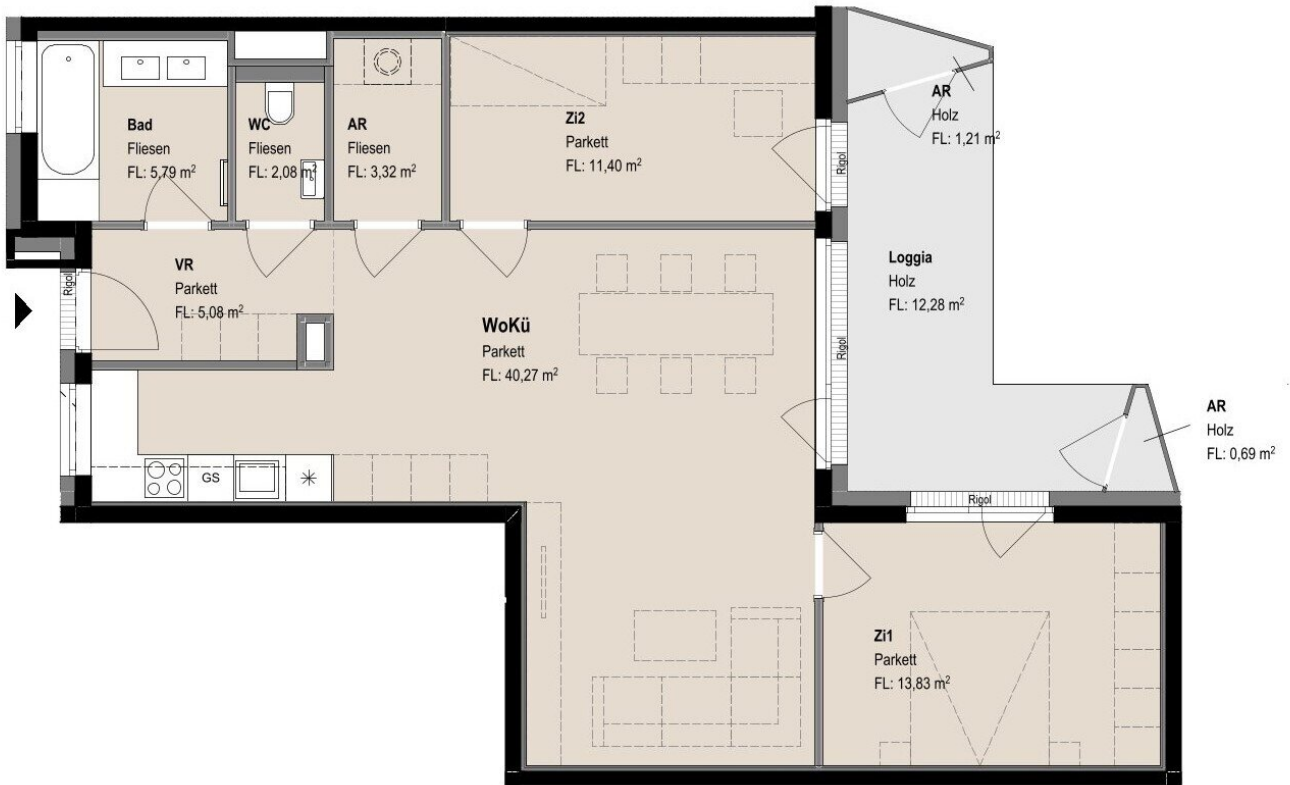 Bad
Fliesen
FL: 5,79 m²
WC
Fliesen
FL: 2,08 m²
AR
Fliesen
FL: 3,32 m²
Zi2
Parkett
FL: 11,40 m²
AR
Holz
FL: 1,21 m²
Rigol
VR
Parkett
FL: 5,08 m²
Rigol
WoKü
Parkett
FL: 40,27 m²
Rigol
Loggia
Holz
FL: 12,28 m²
AR
Holz
FL: 0,69 m²
GS
Rigol
Zi1
Parkett
FL: 13,83 m²